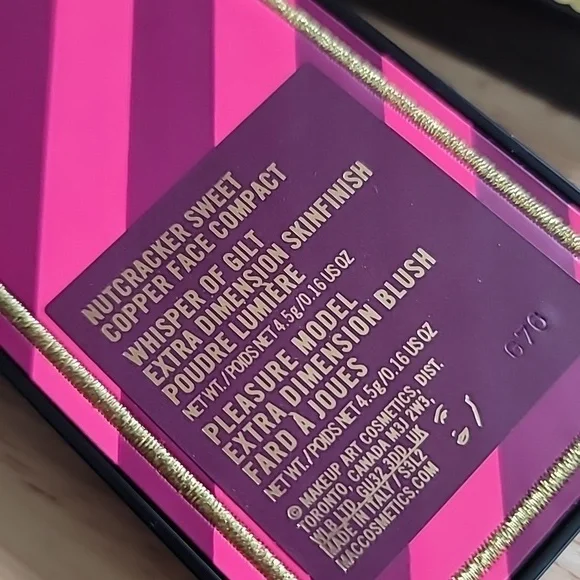 NUTCRACKER SWEET
COPPER FACE COMPACT
WHISPER OF GILT
EXTRA DIMENSION SKINFINISH
POUDRE LUMIÈRE
NET WT./POIDS NET 4.5g/0.16 US OZ
PLEASURE MODEL
EXTRA DIMENSION BLUSH
FARD À JOUES
NET WT./POIDS NET 4.5g/0.16 US OZ
© MAKEUP ART COSMETICS, DIST.
TORONTO, CANADA M3J 2W3,
WLB LTD, GU32 3DD, UK
MADE IN ITALY / S3L2
MACCOSMETICS.COM